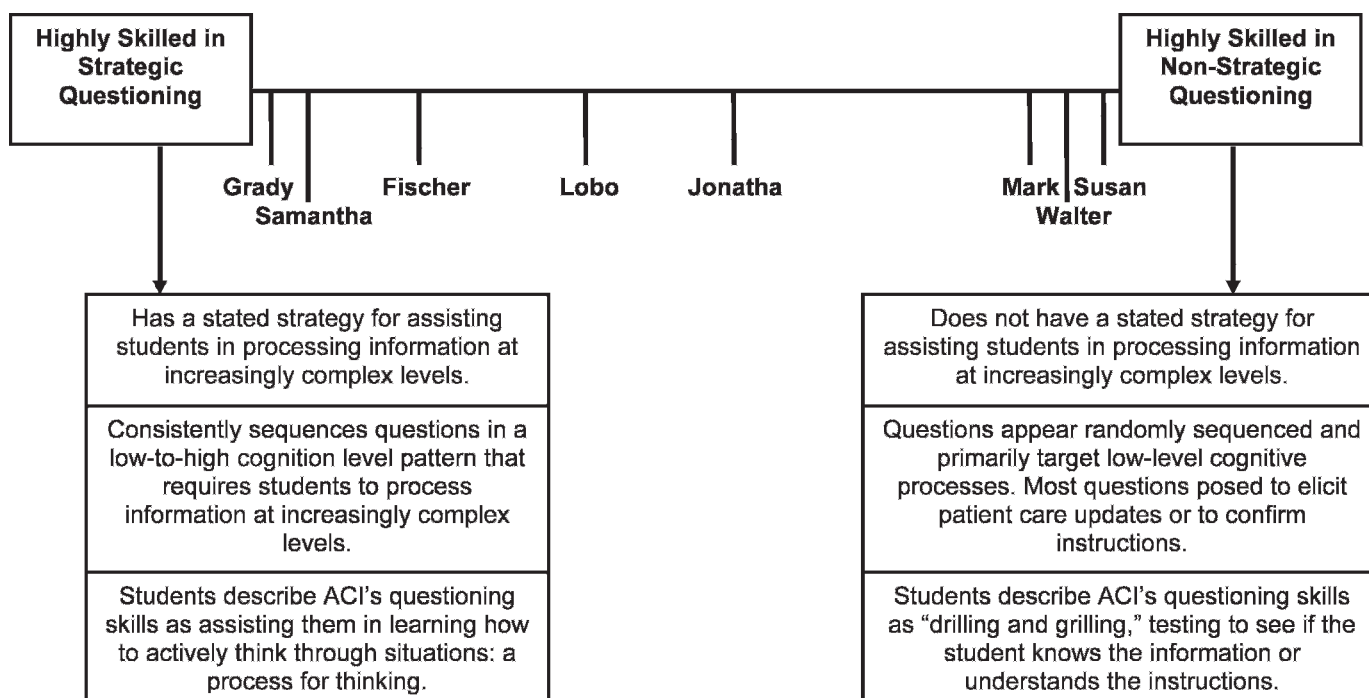 Highly Skilled in
Strategic
Questioning
Highly Skilled in
Non-Strategic
Questioning
Grady
Samantha
Fischer
Lobo
Jonatha
Mark
Walter
Susan
Has a stated strategy for assisting
students in processing information at
increasingly complex levels.
Consistently sequences questions in a
low-to-high cognition level pattern that
requires students to process
information at increasingly complex
levels.
Students describe ACI's questioning
skills as assisting them in learning how
to actively think through situations: a
process for thinking.
Does not have a stated strategy for
assisting students in processing information
at increasingly complex levels.
Questions appear randomly sequenced and
primarily target low-level cognitive
processes. Most questions posed to elicit
patient care updates or to confirm
instructions.
Students describe ACI's questioning skills
as “drilling and grilling,” testing to see if the
student knows the information or
understands the instructions.